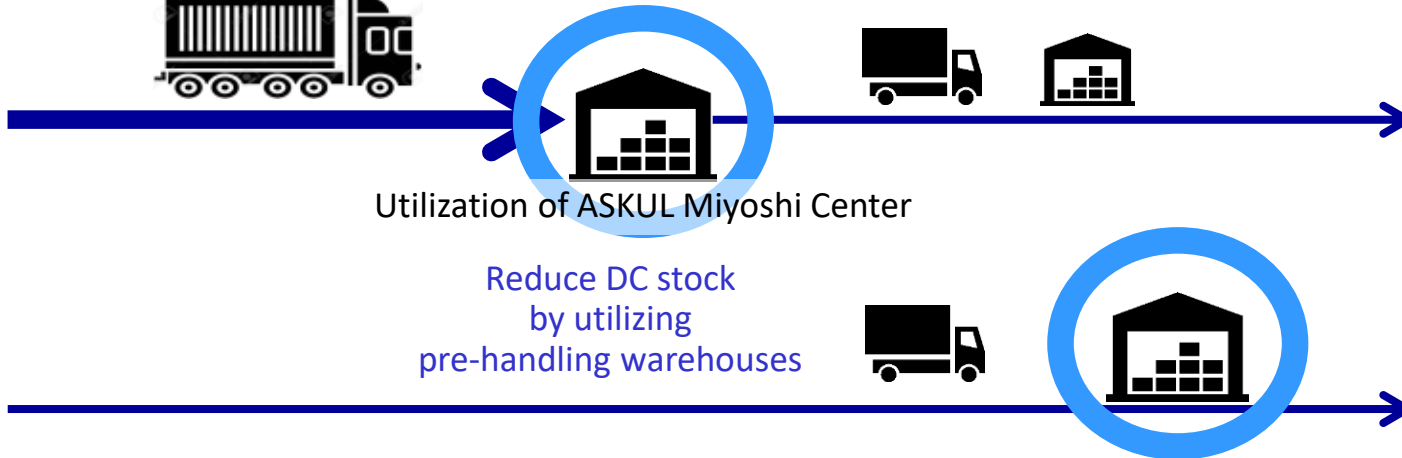 Utilization of ASKUL Miyoshi Center
Reduce DC stock
by utilizing
pre-handling warehouses